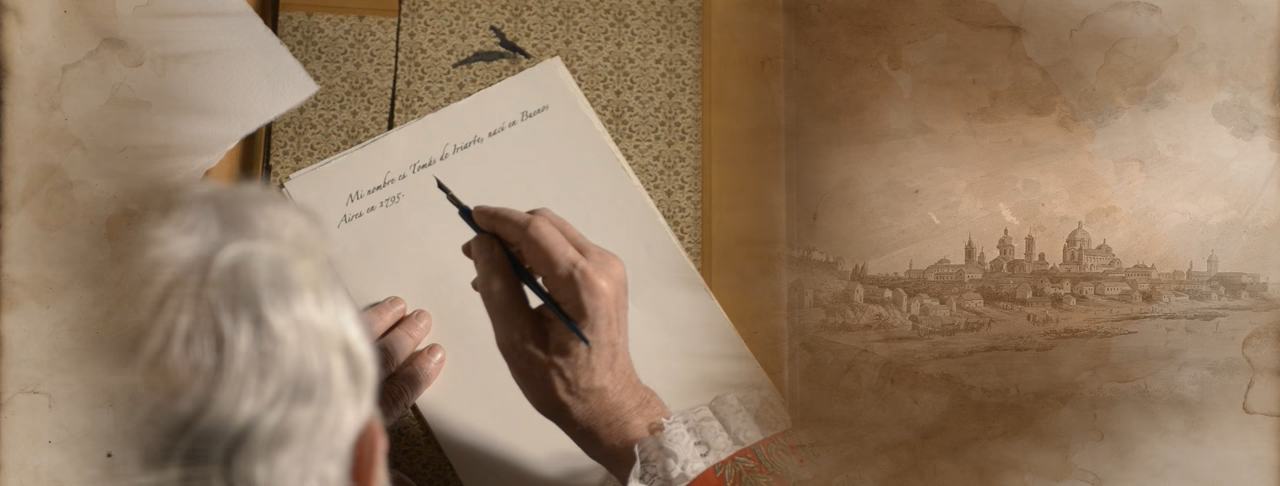 Mi nombre es Tomás de Iriarte, nací en Buenos
Aires en 1795.